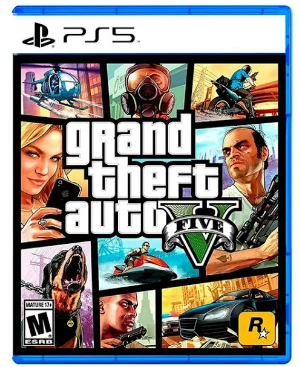 PS5
grand
theft
auto
V
FIVE
MATURE 17+
M
ESRB
R★